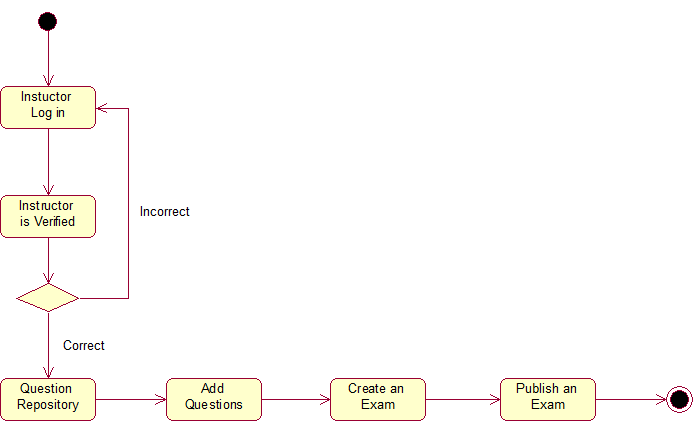 Instuctor
Log in
Instructor
is Verified
Incorrect
Correct
Question
Repository
Add
Questions
Create an
Exam
Publish an
Exam